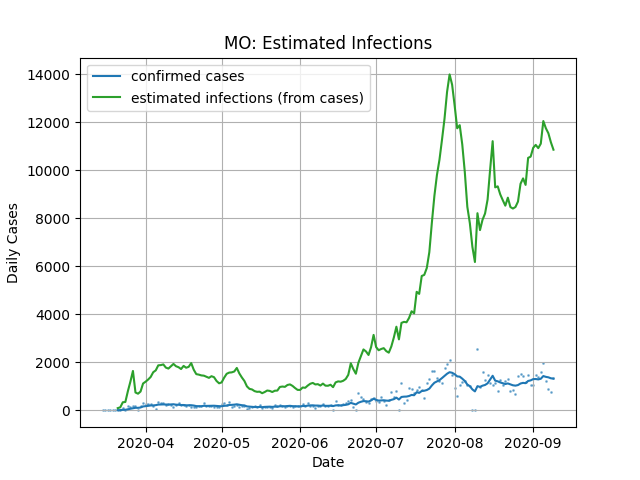 MO: Estimated Infections
confirmed cases
estimated infections (from cases)
14000
12000
10000
8000
6000
4000
2000
0
Daily Cases
2020-04 2020-05 2020-06 2020-07 2020-08 2020-09
Date